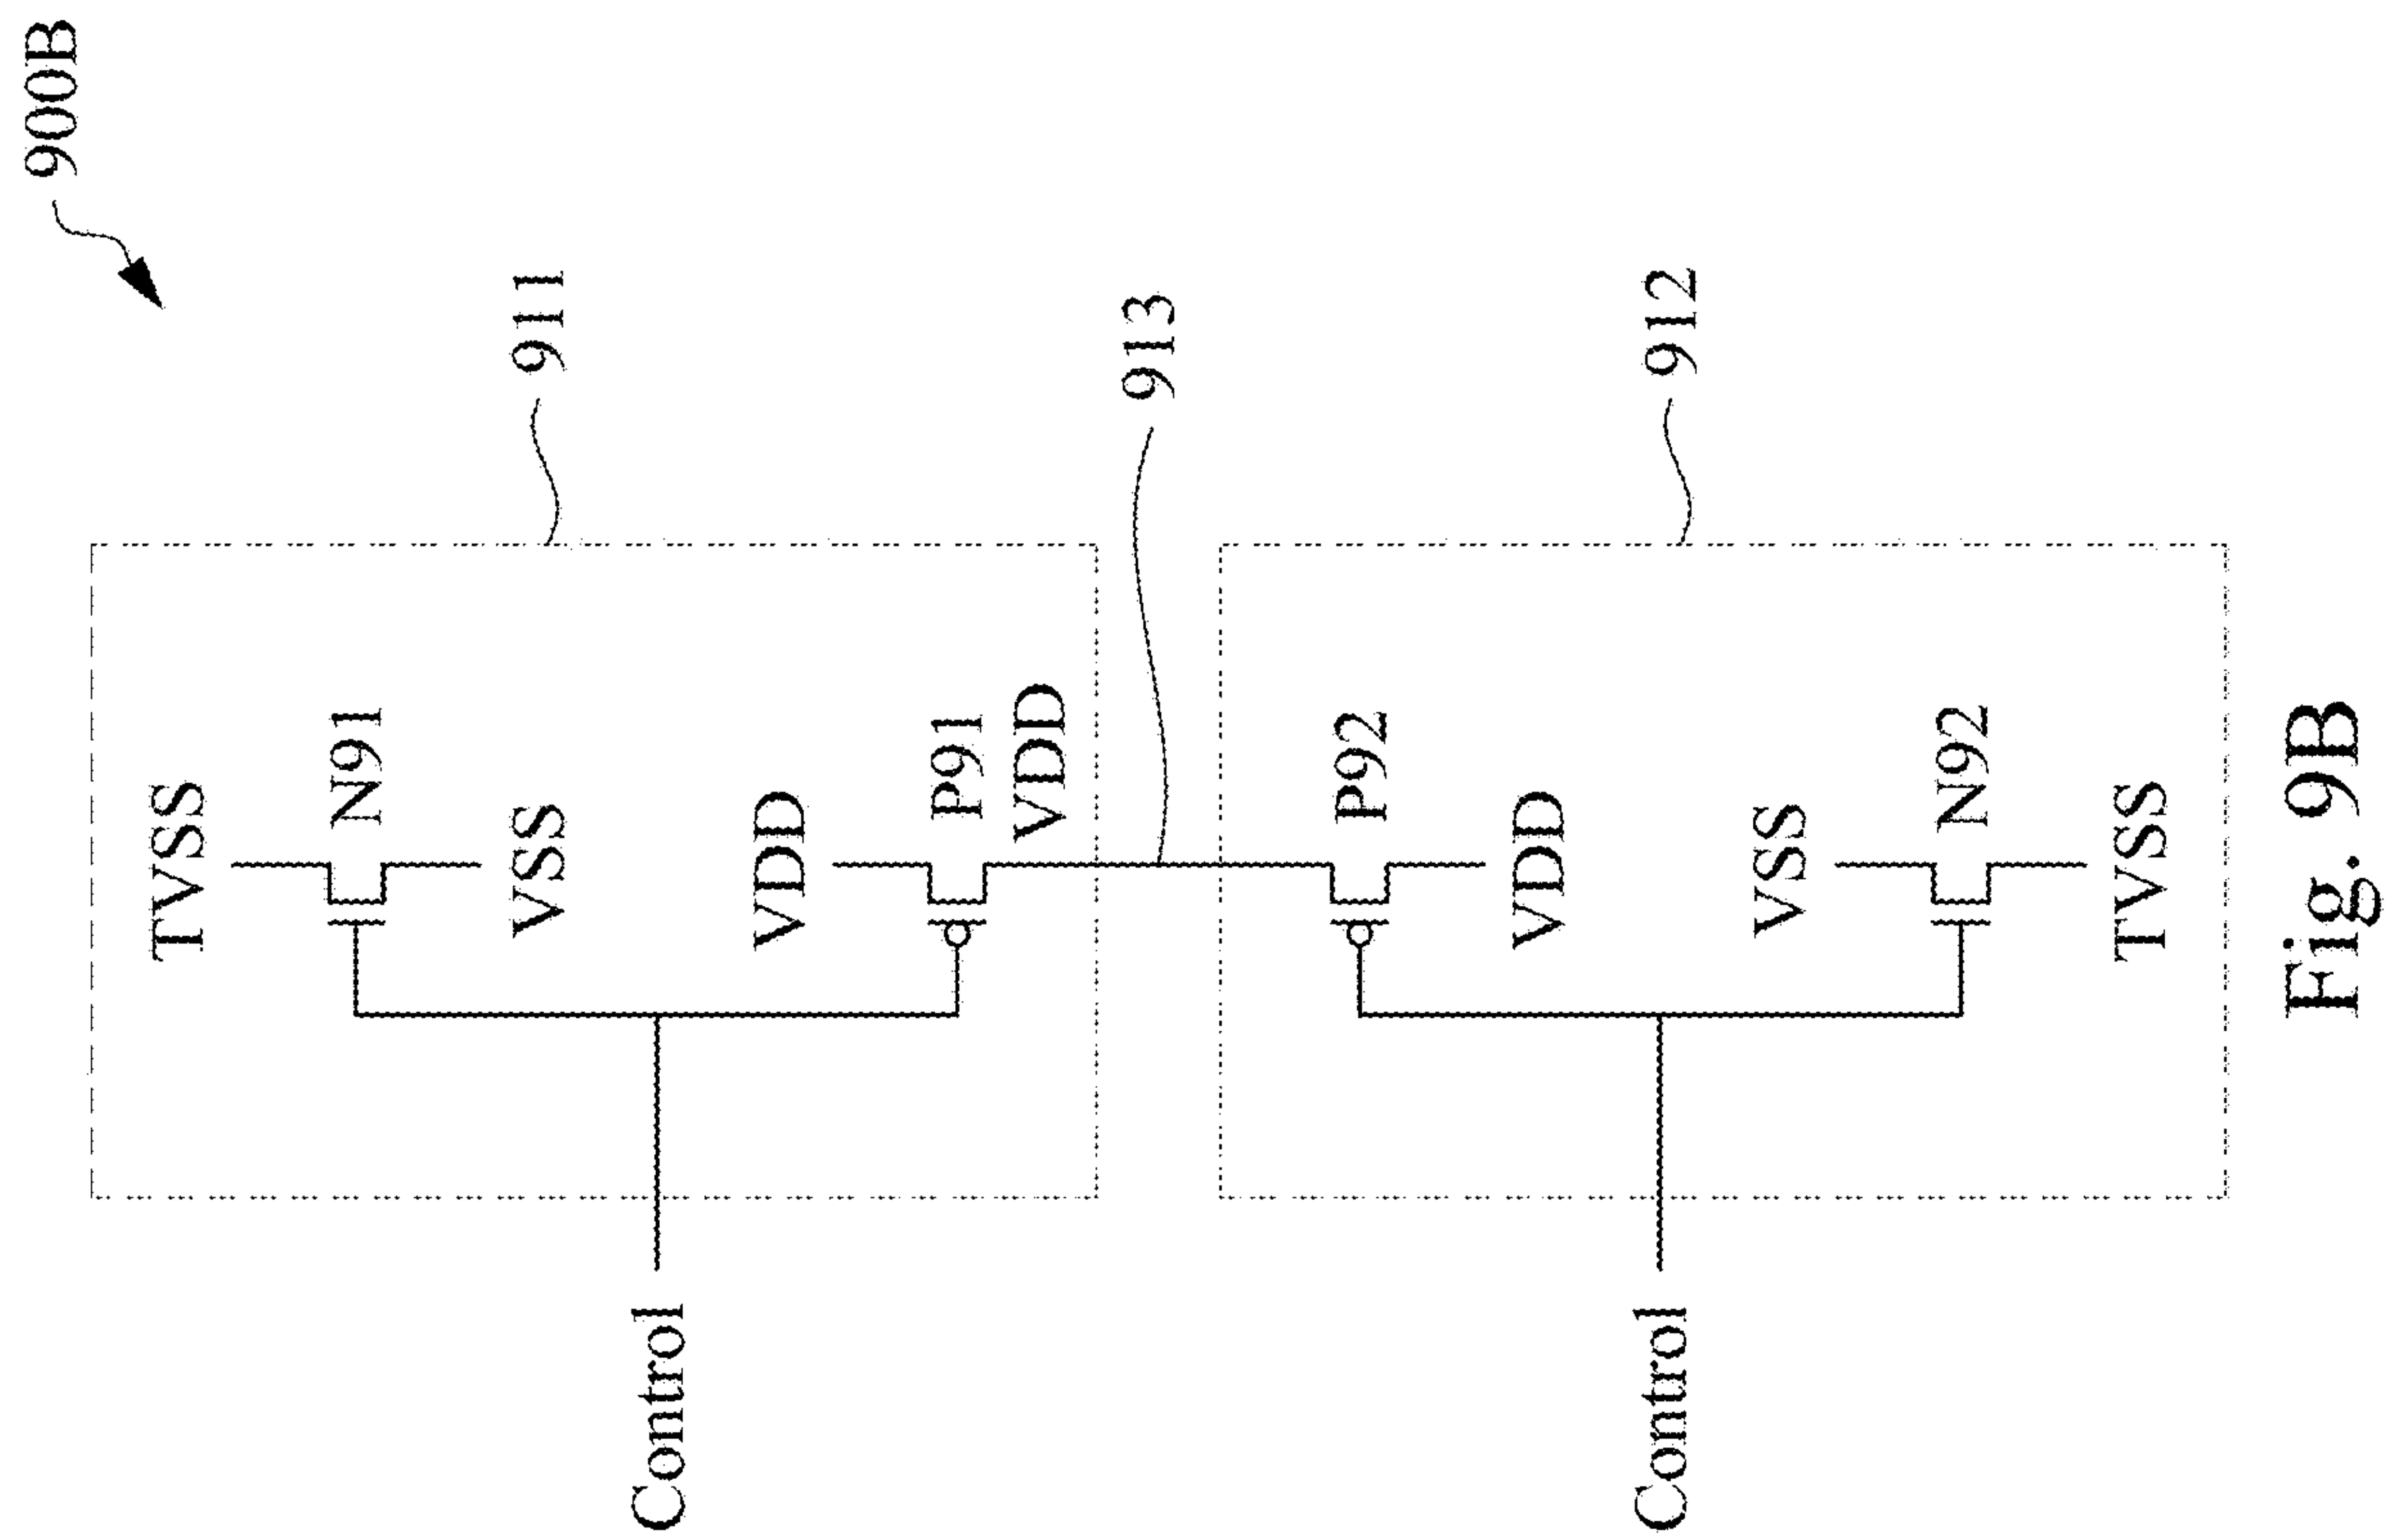 900B
911
913
912
TVSS
N91
VSS
VDD
P91
VDD
P92
VDD
VSS
N92
TVSS
Control
Control
Fig. 9B